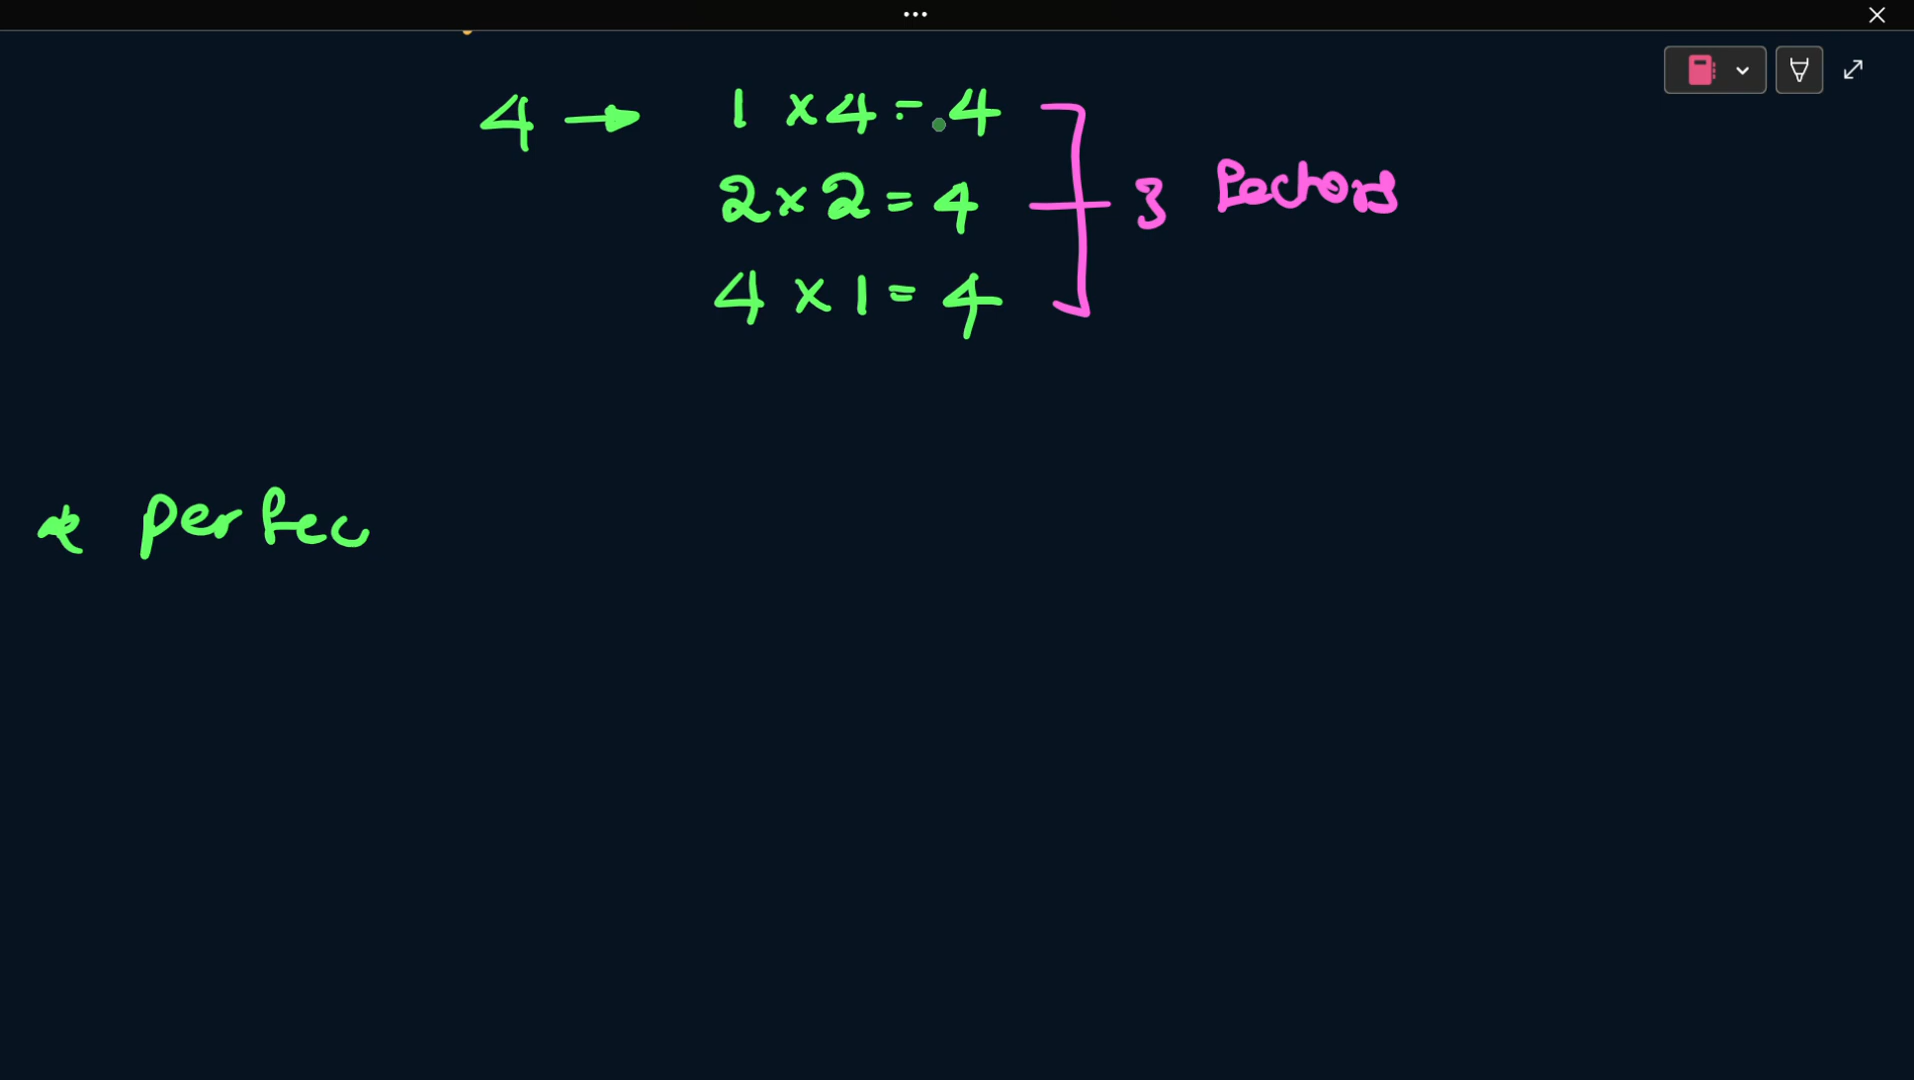 4 → 1 × 4 = 4
2 × 2 = 4
4 × 1 = 4
3 factors
* perfec